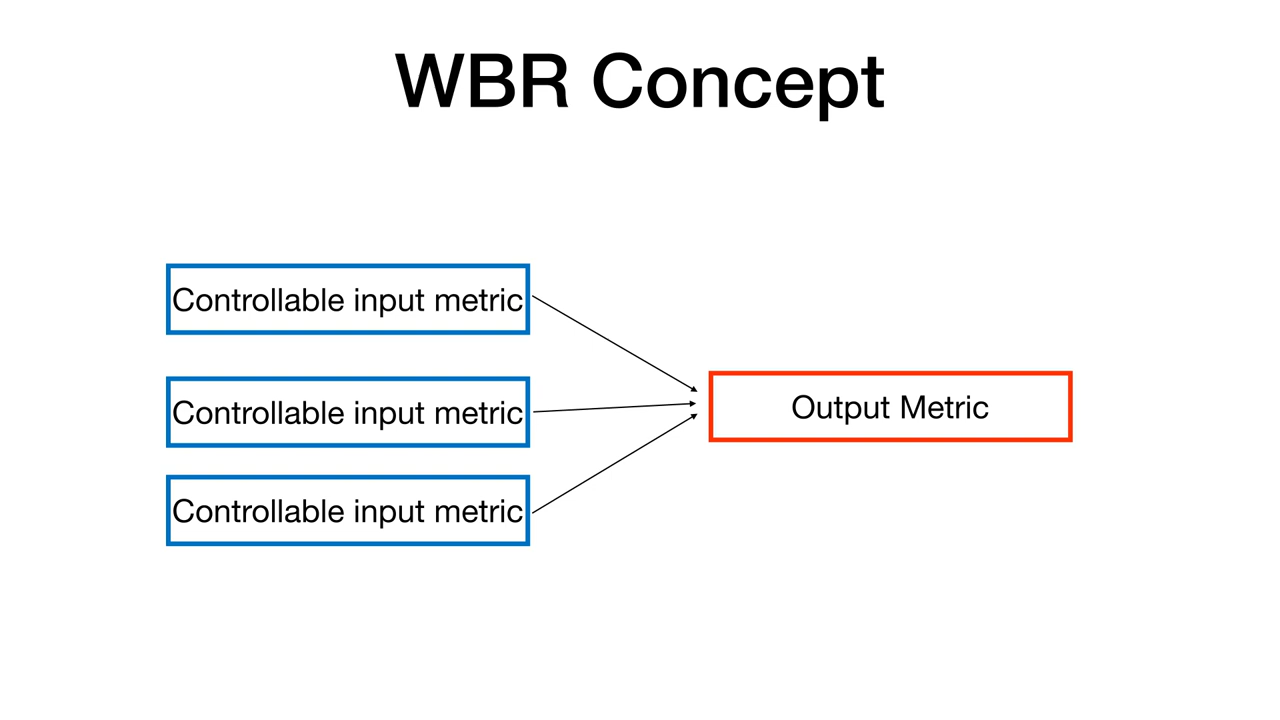 WBR Concept
Controllable input metric
Controllable input metric
Output Metric
Controllable input metric